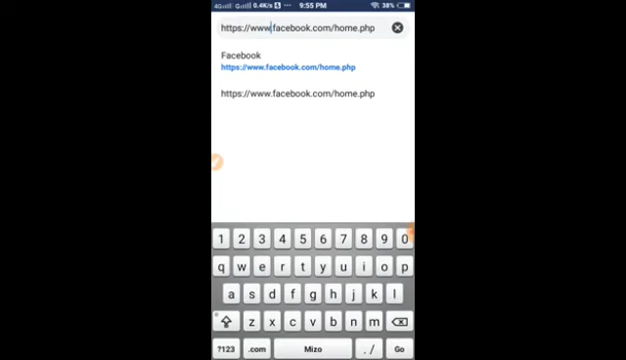 4G G 0.4K/s ··· 9:55 PM 38%
https://www.facebook.com/home.php
Facebook
https://www.facebook.com/home.php
https://www.facebook.com/home.php
1 2 3 4 5 6 7 8 9 0
q w e r t y u i o p
a s d f g h j k l
z x c v b n m
?123 .com Mizo . / Go